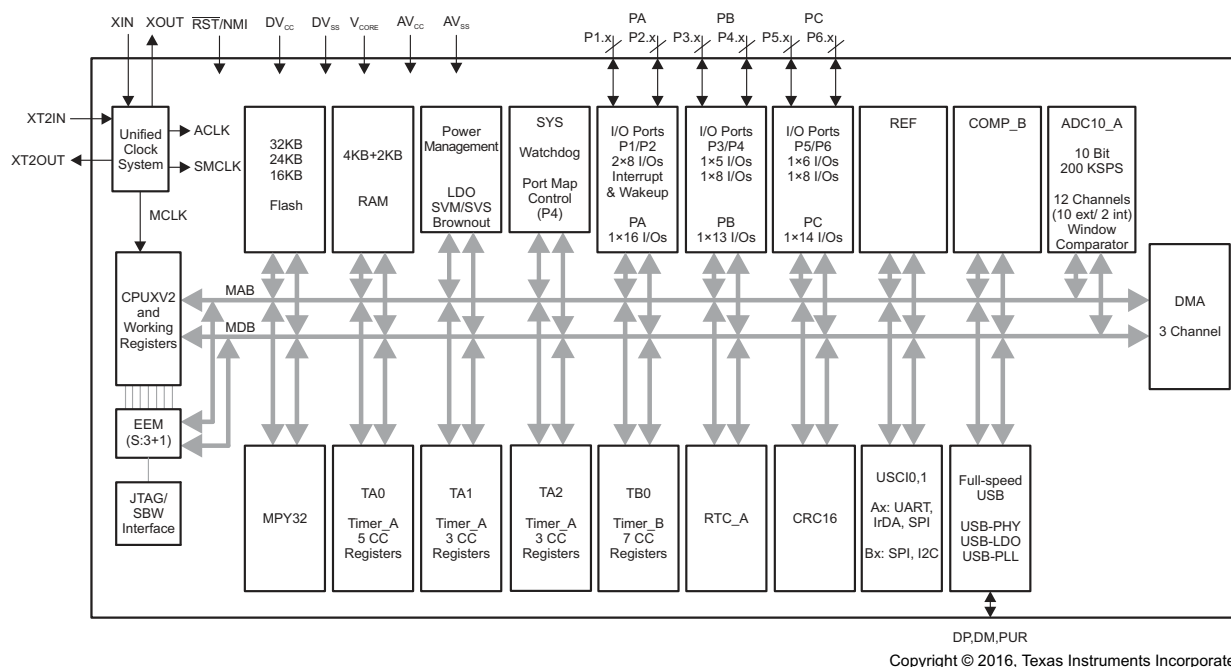 XIN XOUT RST/NMI DVCC DVSS VCORE AVCC AVSS
PA PB PC
P1.x P2.x P3.x P4.x P5.x P6.x
XT2IN
XT2OUT
Unified
Clock
System
ACLK
SMCLK
MCLK
32KB
24KB
16KB
Flash
4KB+2KB
RAM
Power
Management
LDO
SVM/SVS
Brownout
SYS
Watchdog
Port Map
Control
(P4)
I/O Ports
P1/P2
2×8 I/Os
Interrupt
& Wakeup
PA
1×16 I/Os
I/O Ports
P3/P4
1×5 I/Os
1×8 I/Os
PB
1×13 I/Os
I/O Ports
P5/P6
1×6 I/Os
1×8 I/Os
PC
1×14 I/Os
REF
COMP_B
ADC10_A
10 Bit
200 KSPS
12 Channels
(10 ext/ 2 int)
Window
Comparator
CPUXV2
and
Working
Registers
MAB
MDB
DMA
3 Channel
EEM
(S:3+1)
JTAG/
SBW
Interface
MPY32
TA0
Timer_A
5 CC
Registers
TA1
Timer_A
3 CC
Registers
TA2
Timer_A
3 CC
Registers
TB0
Timer_B
7 CC
Registers
RTC_A
CRC16
USCI0,1
Ax: UART,
IrDA, SPI
Bx: SPI, I2C
Full-speed
USB
USB-PHY
USB-LDO
USB-PLL
DP,DM,PUR
Copyright © 2016, Texas Instruments Incorporate